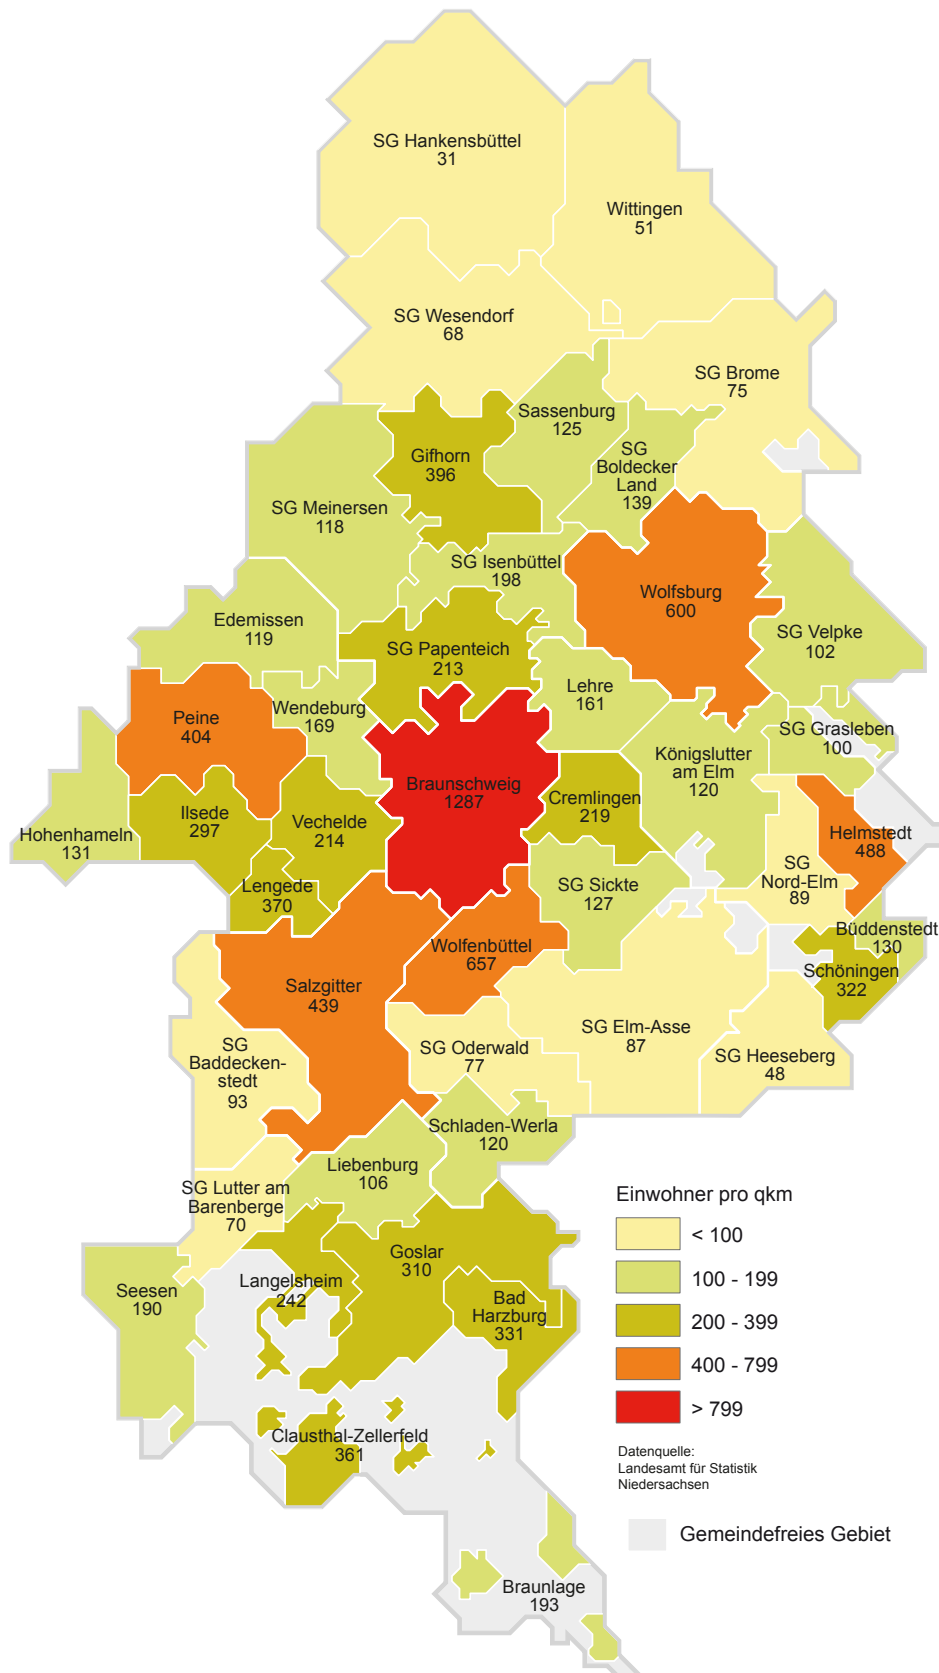 SG Hankensbüttel
31
Wittingen
51
SG Wesendorf
68
SG Brome
75
Sassenburg
125
Gifhorn
396
SG
Boldecker
Land
139
SG Meinersen
118
SG Isenbüttel
198
Wolfsburg
600
Edemissen
119
SG Velpke
102
SG Papenteich
213
Lehre
161
Wendeburg
169
Peine
404
SG Grasleben
100
Königslutter
am Elm
120
Braunschweig
1287
Cremlingen
219
Ilsede
297
Vechelde
214
Hohenhameln
131
Helmstedt
488
SG
Nord-Elm
89
Lengede
370
SG Sickte
127
Büddenstedt
130
Wolfenbüttel
657
Schöningen
322
Salzgitter
439
SG Elm-Asse
87
SG Oderwald
77
SG Heeseberg
48
SG
Baddecken-
stedt
93
Schladen-Werla
120
Liebenburg
106
SG Lutter am
Barenberge
70
Goslar
310
Langelsheim
242
Seesen
190
Bad
Harzburg
331
Clausthal-Zellerfeld
361
Braunlage
193
Einwohner pro qkm
< 100
100 - 199
200 - 399
400 - 799
> 799
Datenquelle:
Landesamt für Statistik
Niedersachsen
Gemeindefreies Gebiet